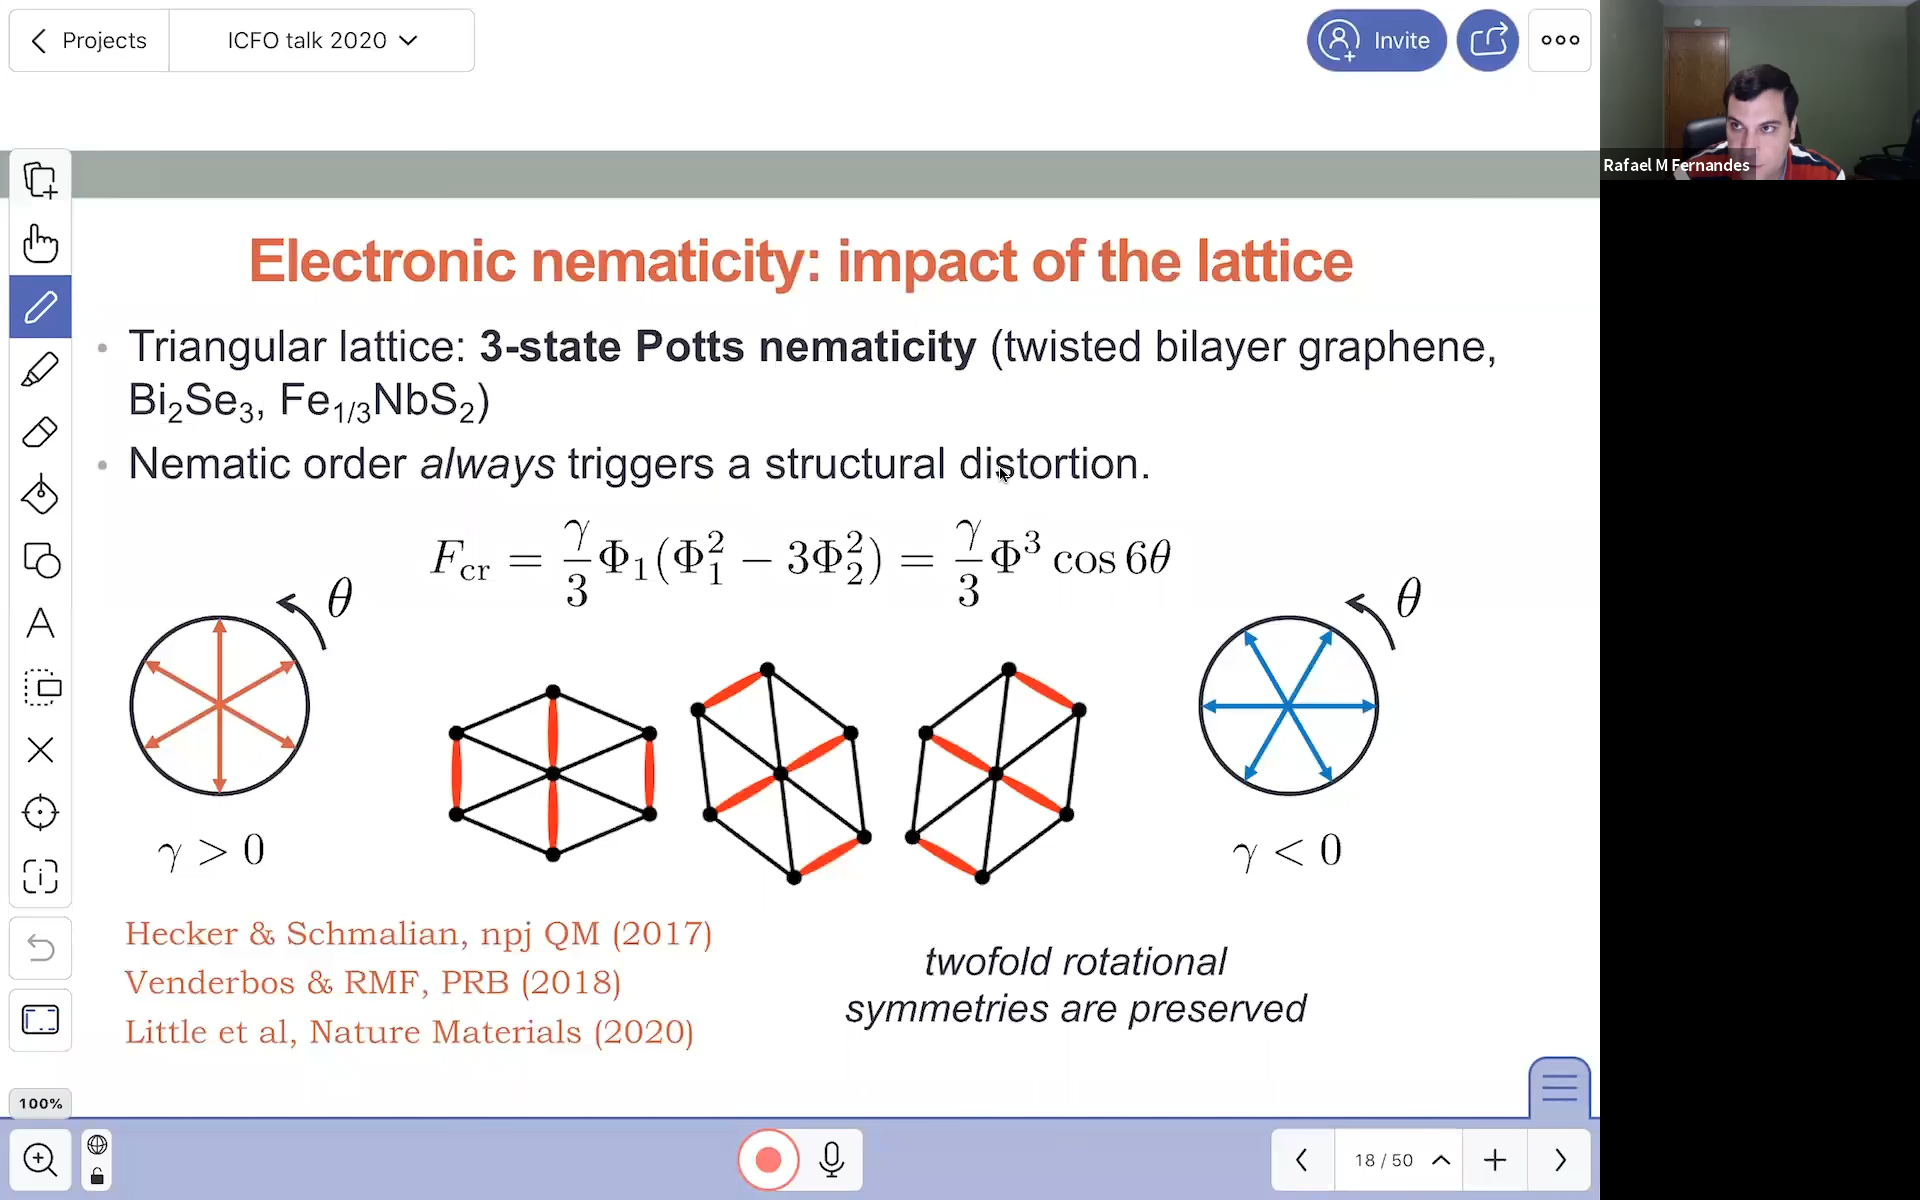 Projects
ICFO talk 2020
Invite
Rafael M Fernandes
Electronic nematicity: impact of the lattice
• Triangular lattice: 3-state Potts nematicity (twisted bilayer graphene,
Bi₂Se₃, Fe₁/₃NbS₂)
• Nematic order always triggers a structural distortion.
F_cr = γ/3 Φ₁(Φ₁² − 3Φ₂²) = γ/3 Φ³ cos 6θ
θ
θ
γ > 0
γ < 0
Hecker & Schmalian, npj QM (2017)
Venderbos & RMF, PRB (2018)
Little et al, Nature Materials (2020)
twofold rotational
symmetries are preserved
100%
18 / 50